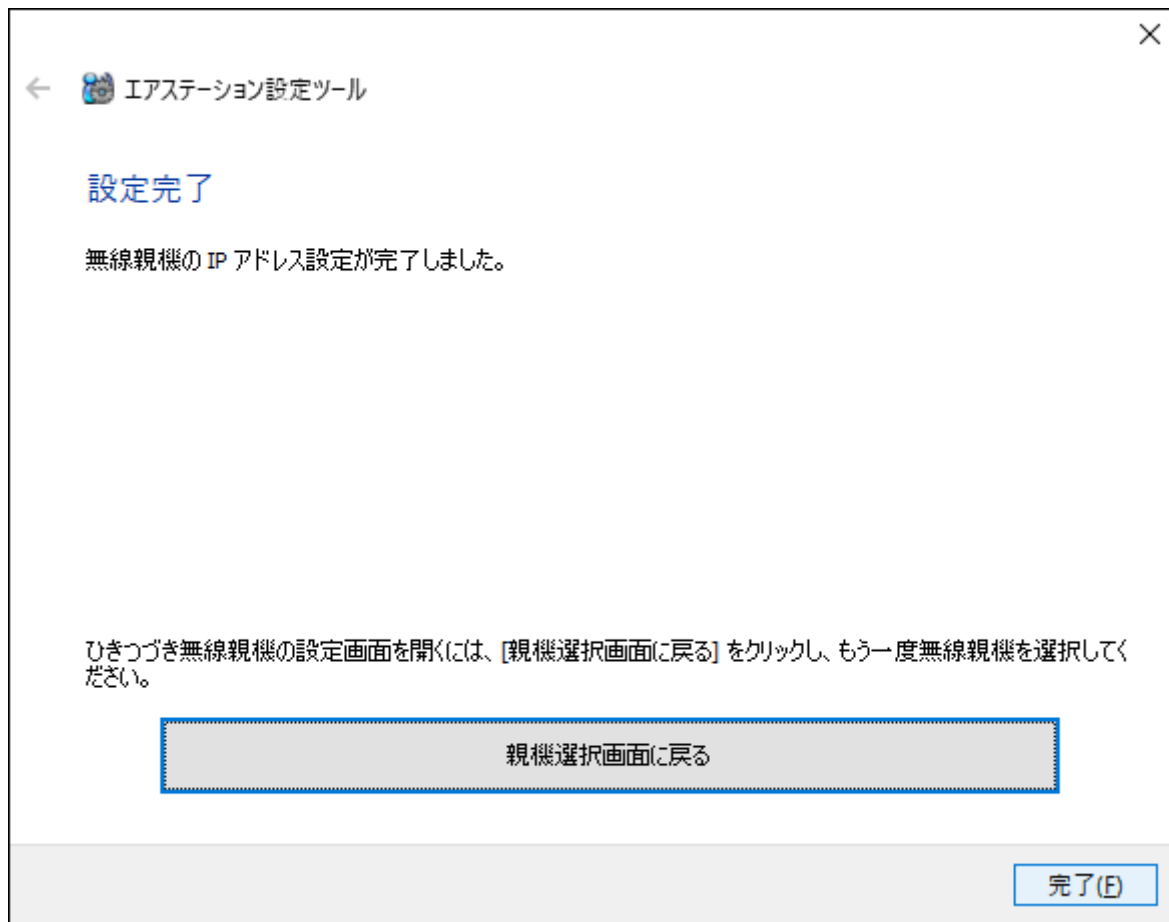 エアステーション設定ツール
設定完了
無線親機の IP アドレス設定が完了しました。
ひきつづき無線親機の設定画面を開くには、[親機選択画面に戻る] をクリックし、もう一度無線親機を選択してく
ださい。
親機選択画面に戻る
完了(F)